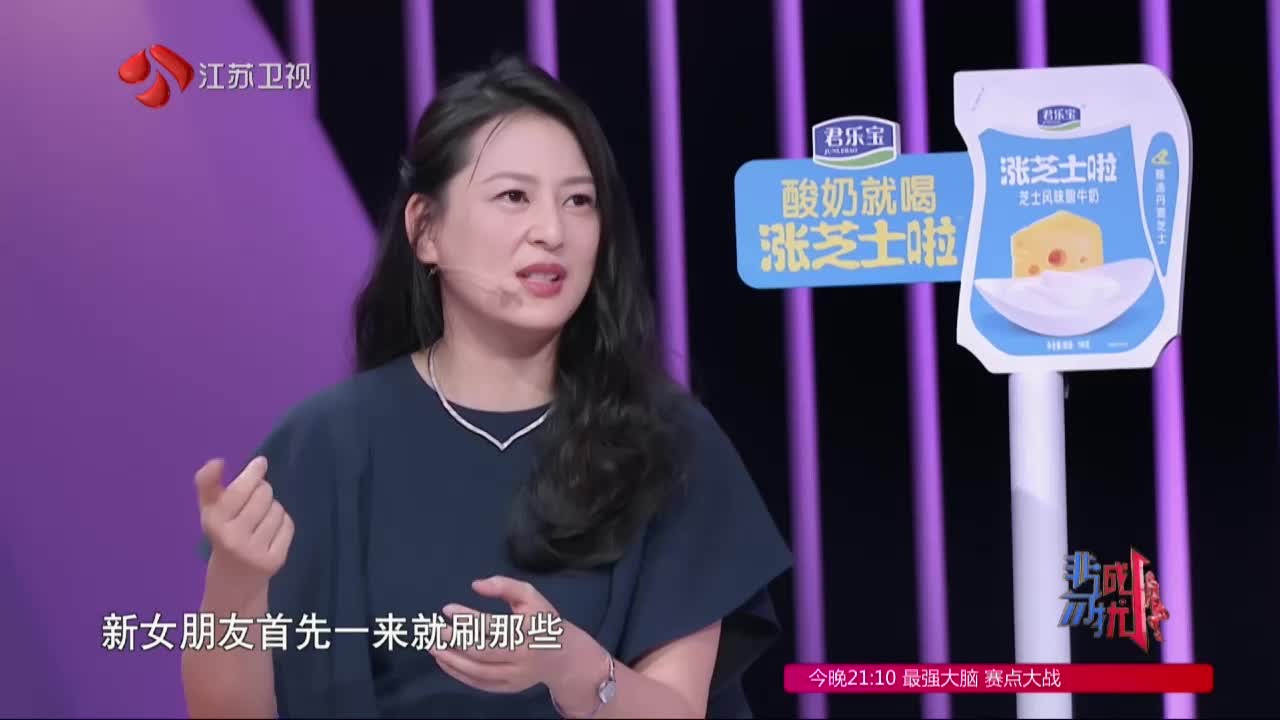 江苏卫视
君乐宝
JUNLEBAO
酸奶就喝
涨芝士啦
君乐宝
涨芝士啦
芝士风味酸牛奶
新女朋友首先一来就刷那些
非诚勿扰
今晚21:10 最强大脑 赛点大战